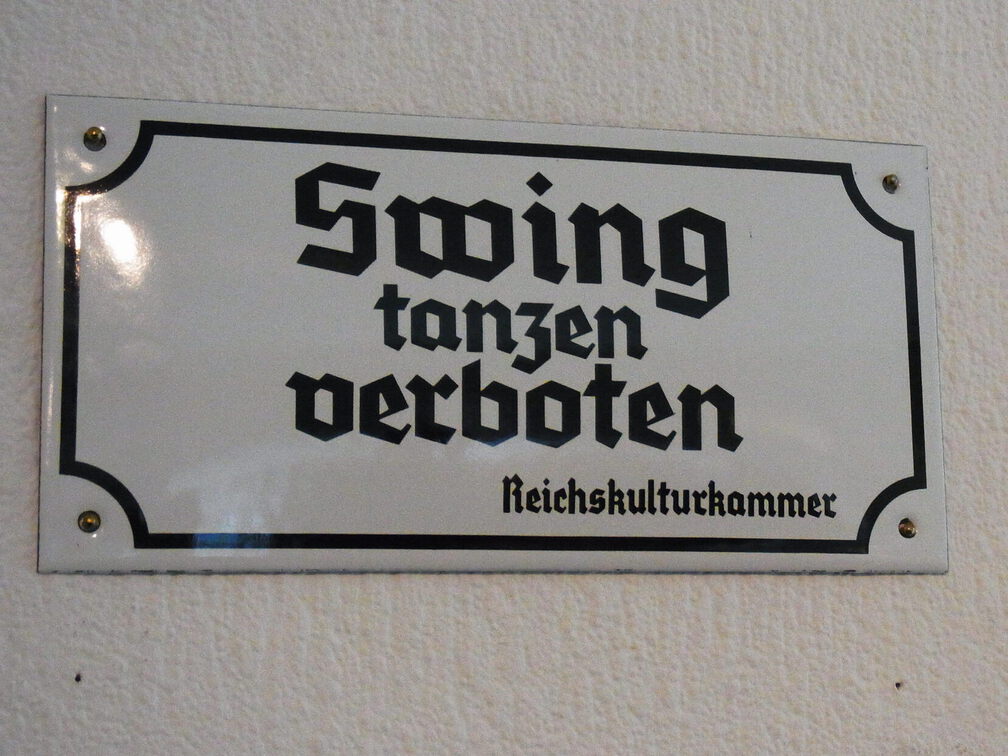 Swing
tanzen
verboten
Reichskulturkammer